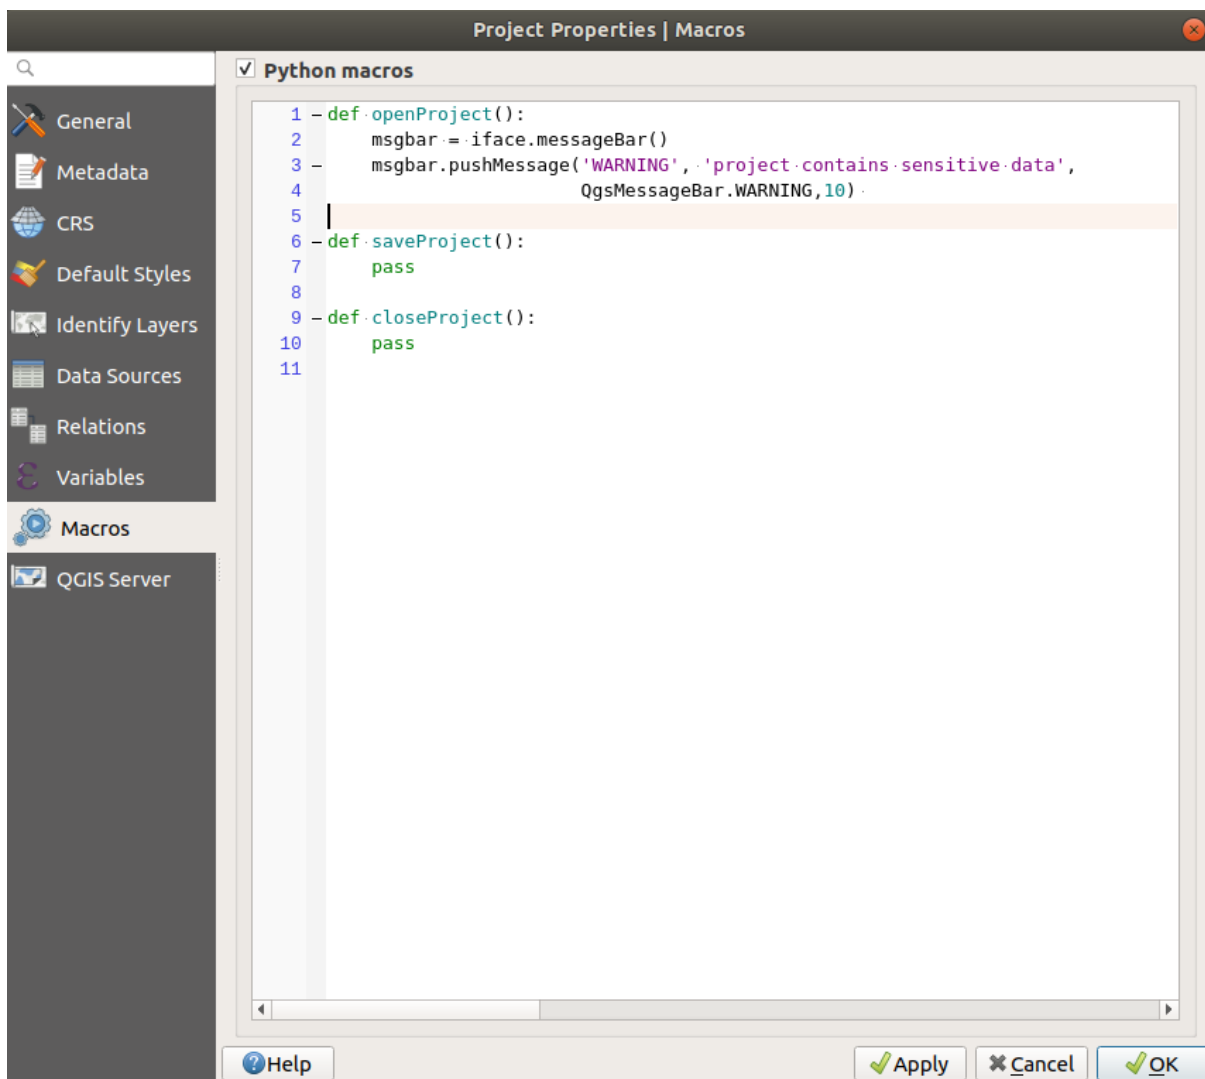 Project Properties | Macros
Python macros
General
Metadata
CRS
Default Styles
Identify Layers
Data Sources
Relations
Variables
Macros
QGIS Server
1 def openProject():
2     msgbar = iface.messageBar()
3     msgbar.pushMessage('WARNING', 'project contains sensitive data',
4                        QgsMessageBar.WARNING,10)
5
6 def saveProject():
7     pass
8
9 def closeProject():
10     pass
11
Help
Apply
Cancel
OK